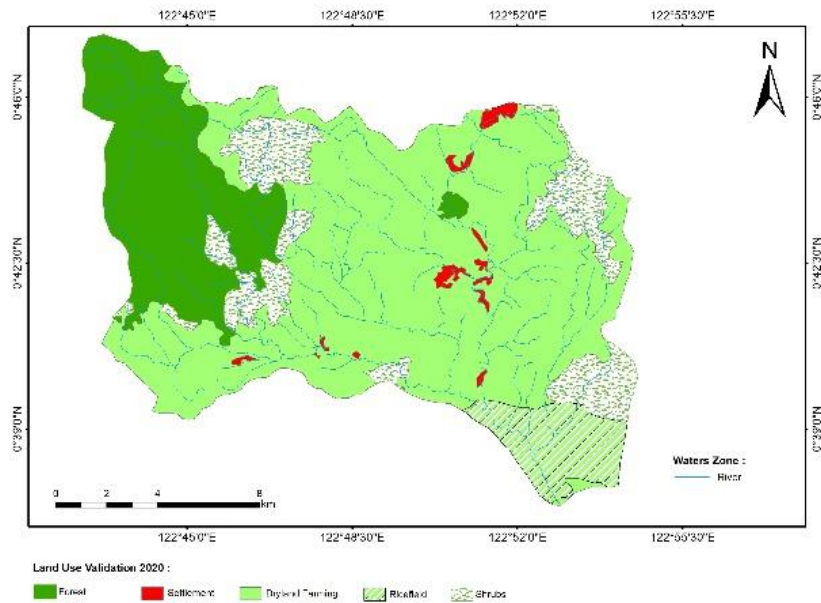 122°45'0"E 122°48'30"E 122°52'0"E 122°55'30"E
N
0°46'0"N 0°46'0"N
0°42'30"N 0°42'30"N
0°39'0"N 0°39'0"N
Waters Zone :
River
0 2 4 8
km
122°45'0"E 122°48'30"E 122°52'0"E 122°55'30"E
Land Use Validation 2020 :
Forest Settlement Dryland Farming Ricefield Shrubs